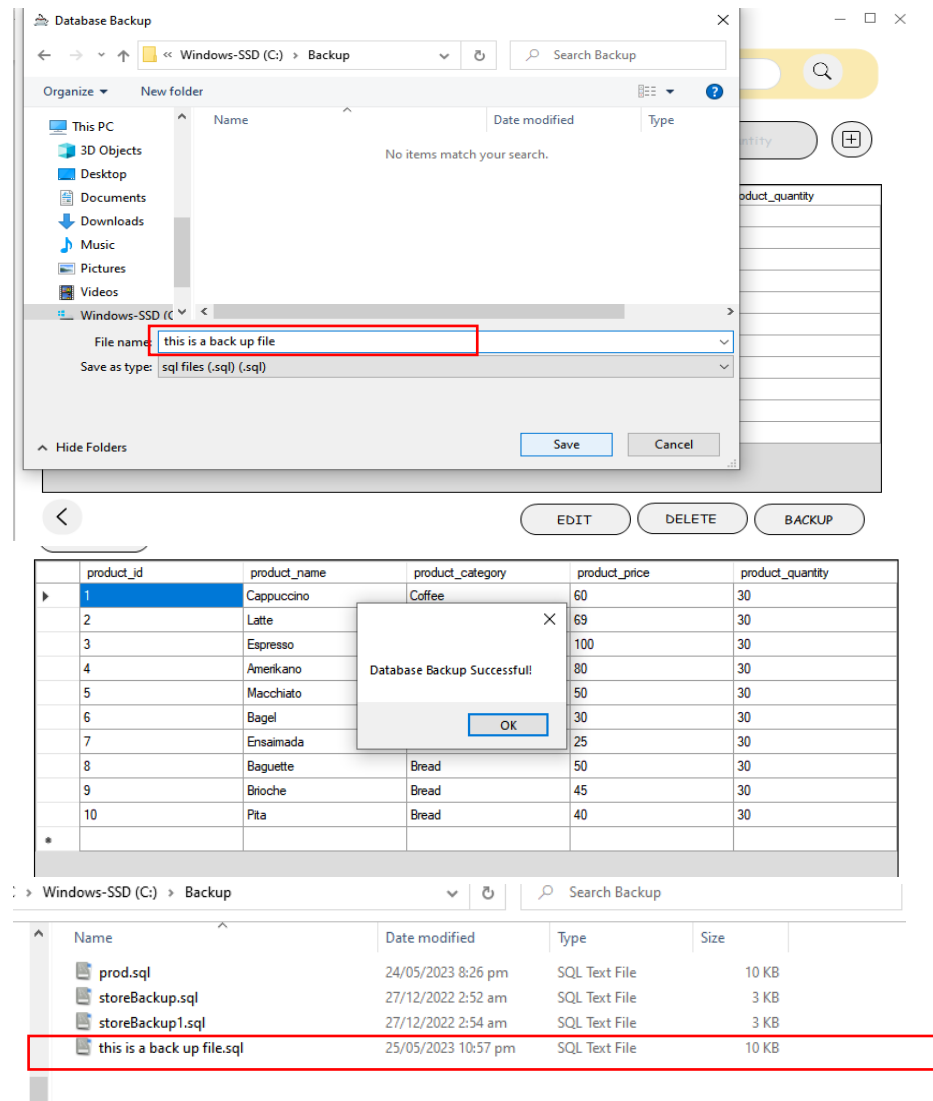 Database Backup
« Windows-SSD (C:) › Backup
Search Backup
Organize
New folder
This PC
3D Objects
Desktop
Documents
Downloads
Music
Pictures
Videos
Windows-SSD (C
Name
Date modified
Type
No items match your search.
ntity
oduct_quantity
File name: this is a back up file
Save as type: sql files (.sql) (.sql)
Hide Folders
Save
Cancel
EDIT
DELETE
BACKUP
product_id product_name product_category product_price product_quantity
1 Cappuccino Coffee 60 30
2 Latte 69 30
3 Espresso 100 30
4 Amerikano 80 30
5 Macchiato 50 30
6 Bagel 30 30
7 Ensaimada 25 30
8 Baguette Bread 50 30
9 Brioche Bread 45 30
10 Pita Bread 40 30
Database Backup Successful!
OK
› Windows-SSD (C:) › Backup
Search Backup
Name Date modified Type Size
prod.sql 24/05/2023 8:26 pm SQL Text File 10 KB
storeBackup.sql 27/12/2022 2:52 am SQL Text File 3 KB
storeBackup1.sql 27/12/2022 2:54 am SQL Text File 3 KB
this is a back up file.sql 25/05/2023 10:57 pm SQL Text File 10 KB